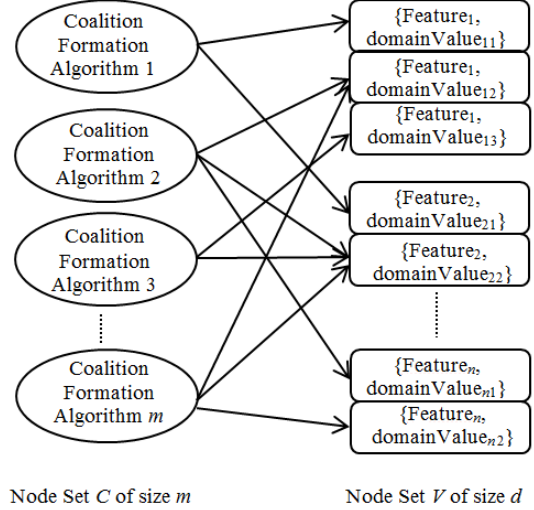 Coalition
Formation
Algorithm 1
Coalition
Formation
Algorithm 2
Coalition
Formation
Algorithm 3
Coalition
Formation
Algorithm m
{Feature₁,
domainValue₁₁}
{Feature₁,
domainValue₁₂}
{Feature₁,
domainValue₁₃}
{Feature₂,
domainValue₂₁}
{Feature₂,
domainValue₂₂}
{Featureₙ,
domainValueₙ₁}
{Featureₙ,
domainValueₙ₂}
Node Set C of size m
Node Set V of size d